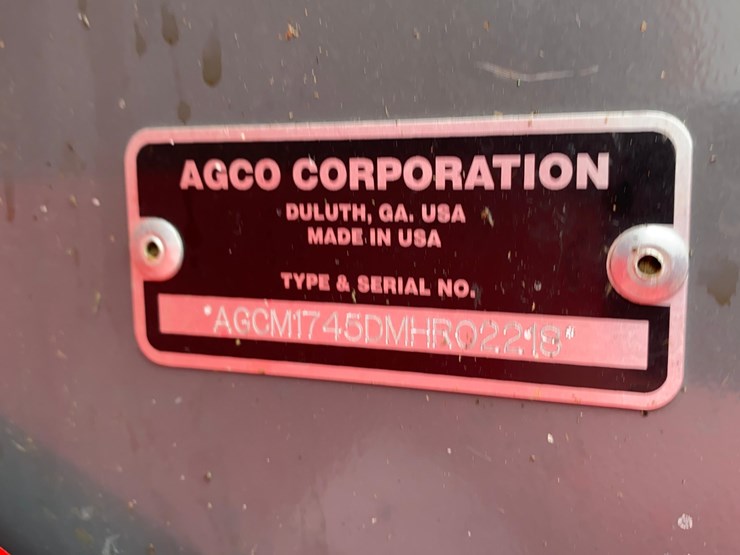 AGCO CORPORATION
DULUTH, GA. USA
MADE IN USA
TYPE & SERIAL NO.
*AGCM1745DMHR02218*